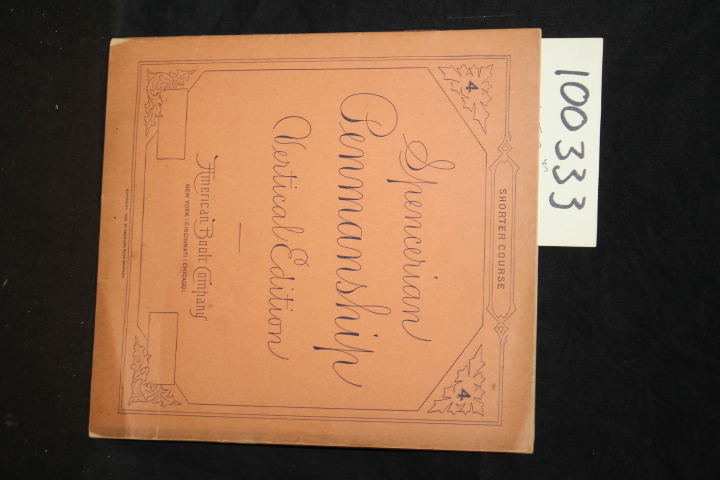 100333
SHORTER COURSE
4
4
Spencerian
Penmanship
Vertical Edition
American Book Company
NEW YORK : CINCINNATI : CHICAGO :